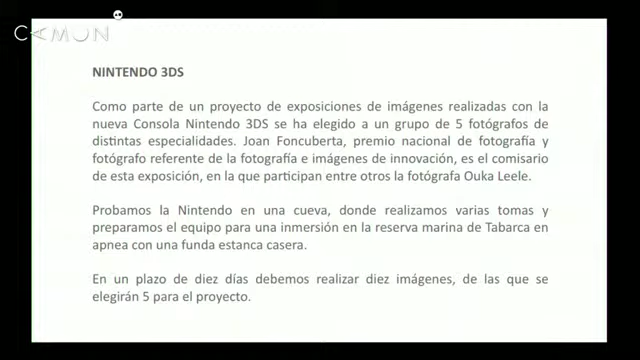 CAMON
NINTENDO 3DS
Como parte de un proyecto de exposiciones de imágenes realizadas con la
nueva Consola Nintendo 3DS se ha elegido a un grupo de 5 fotógrafos de
distintas especialidades. Joan Foncuberta, premio nacional de fotografía y
fotógrafo referente de la fotografía e imágenes de innovación, es el comisario
de esta exposición, en la que participan entre otros la fotógrafa Ouka Leele.
Probamos la Nintendo en una cueva, donde realizamos varias tomas y
preparamos el equipo para una inmersión en la reserva marina de Tabarca en
apnea con una funda estanca casera.
En un plazo de diez días debemos realizar diez imágenes, de las que se
elegirán 5 para el proyecto.